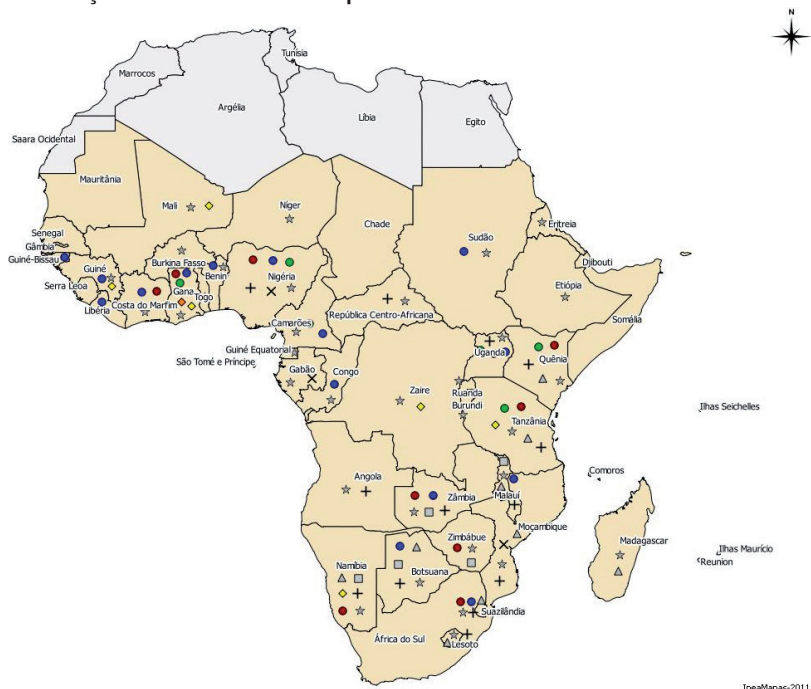 N
Tunísia
Marrocos
Argélia
Líbia
Egito
Saara Ocidental
Mauritânia
Mali
Níger
Chade
Sudão
Eritreia
Senegal
Gâmbia
Guiné-Bissau
Guiné
Burkina Fasso
Benin
Nigéria
Djibouti
Etiópia
Somália
Serra Leoa
Gana
Togo
Costa do Marfim
Libéria
Camarões
República Centro-Africana
Guiné Equatorial
São Tomé e Príncipe
Gabão
Congo
Uganda
Quênia
Zaire
Ruanda
Burundi
Tanzânia
Ilhas Seichelles
Angola
Comoros
Zâmbia
Malauí
Moçambique
Zimbábue
Madagascar
Ilhas Maurício
Reunion
Namíbia
Botsuana
Suazilândia
África do Sul
Lesoto
IpeaMapas-2011